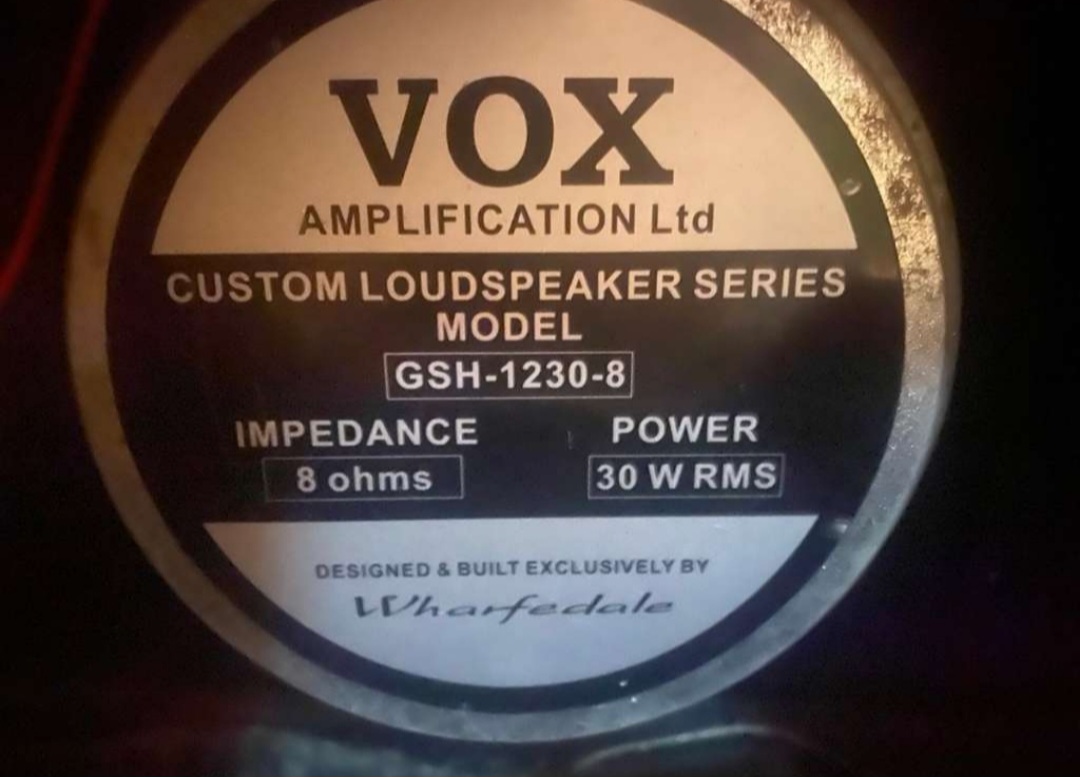 VOX
AMPLIFICATION Ltd
CUSTOM LOUDSPEAKER SERIES
MODEL
GSH-1230-8
IMPEDANCE POWER
8 ohms 30 W RMS
DESIGNED & BUILT EXCLUSIVELY BY
Wharfedale